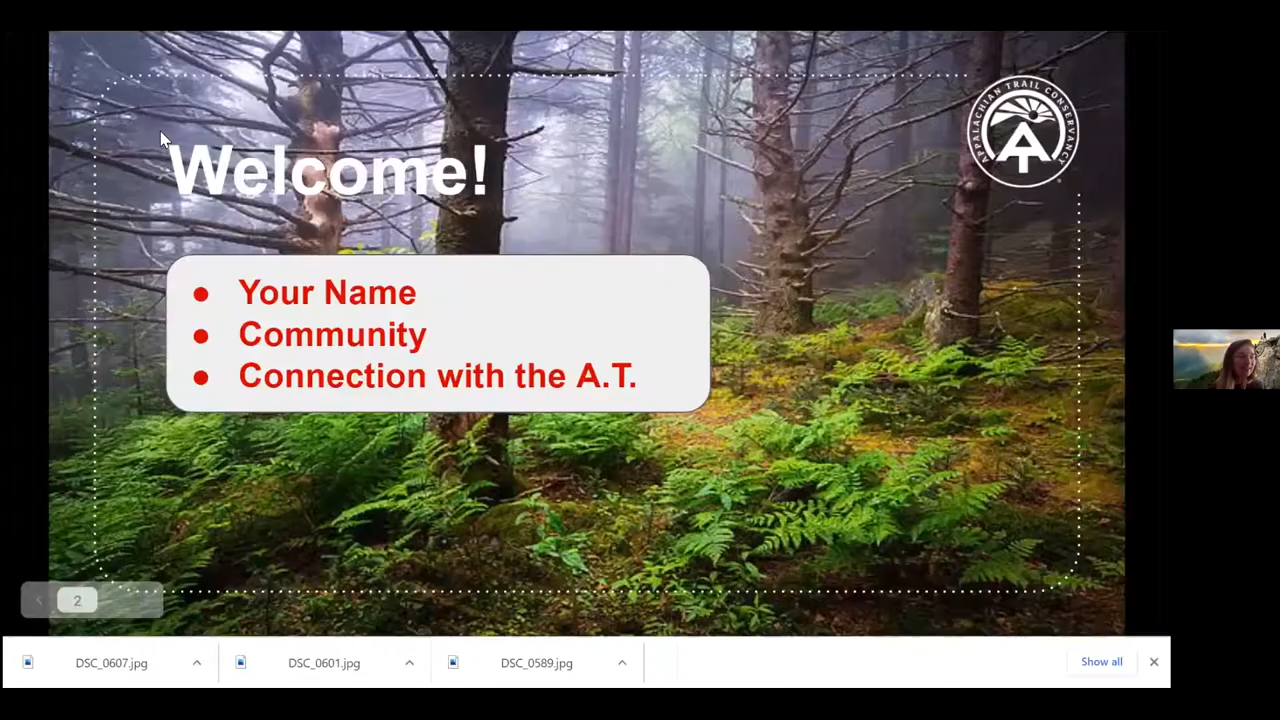 APPALACHIAN TRAIL CONSERVANCY
AT
Welcome!
● Your Name
● Community
● Connection with the A.T.
2
DSC_0607.jpg
DSC_0601.jpg
DSC_0589.jpg
Show all